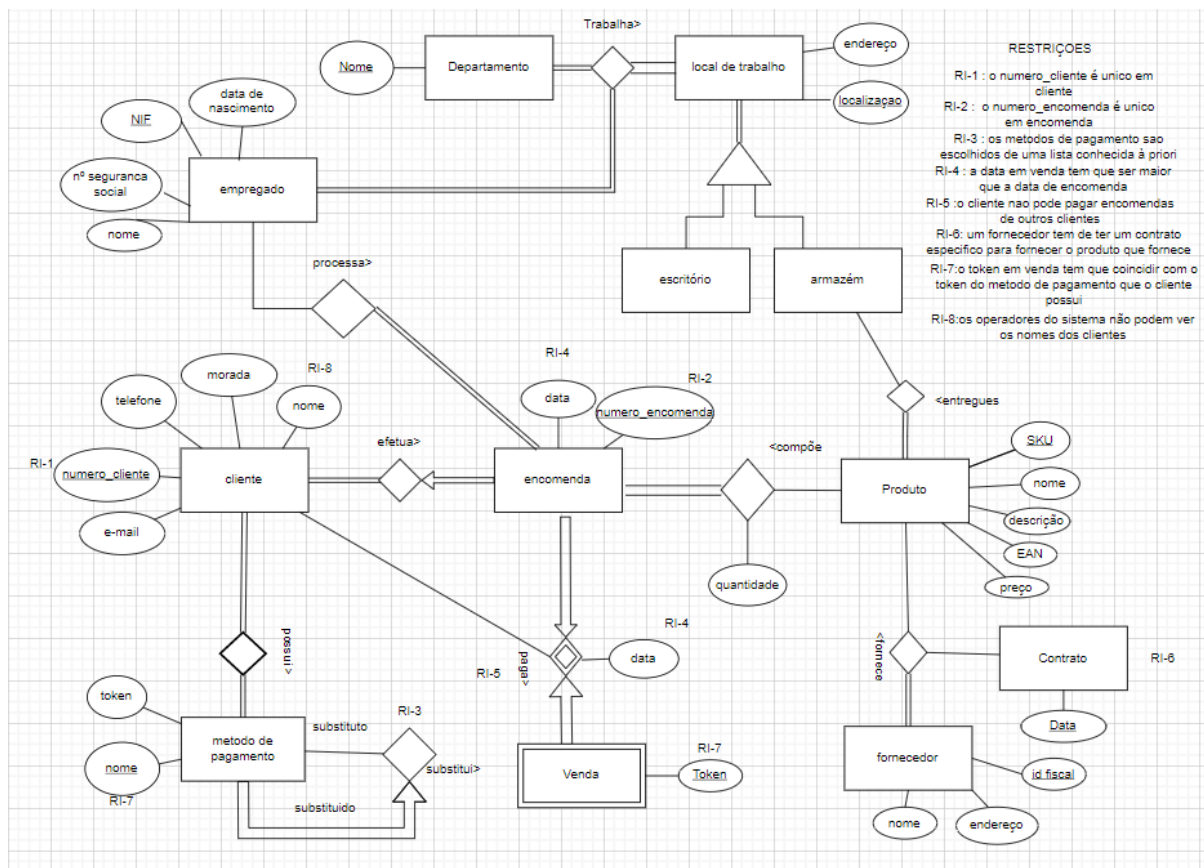 Trabalha>
Nome
Departamento
local de trabalho
endereço
localizaçao
RESTRIÇOES
RI-1 : o numero_cliente é unico em
cliente
RI-2 : o numero_encomenda é unico
em encomenda
RI-3 : os metodos de pagamento sao
escolhidos de uma lista conhecida à
priori
RI-4 : a data em venda tem que ser maior
que a data de encomenda
RI-5 :o cliente nao pode pagar encomendas
de outros clientes
RI-6: um fornecedor tem de ter um contrato
especifico para fornecer o produto que fornece
RI-7:o token em venda tem que coincidir com o
token do metodo de pagamento que o cliente
possui
RI-8:os operadores do sistema não podem ver
os nomes dos clientes
data de
nascimento
NIF
nº seguranca
social
nome
empregado
processa>
escritório
armazém
<entregues
RI-4
data
RI-2
numero_encomenda
encomenda
morada
RI-8
telefone
nome
RI-1
numero_cliente
cliente
e-mail
efetua>
<compõe
quantidade
SKU
nome
Produto
descrição
EAN
preço
possui>
RI-5
paga>
RI-4
data
<fornece
Contrato
RI-6
Data
token
nome
RI-7
metodo de
pagamento
substituto
RI-3
substitui>
substituido
Venda
RI-7
Token
fornecedor
id fiscal
nome
endereço